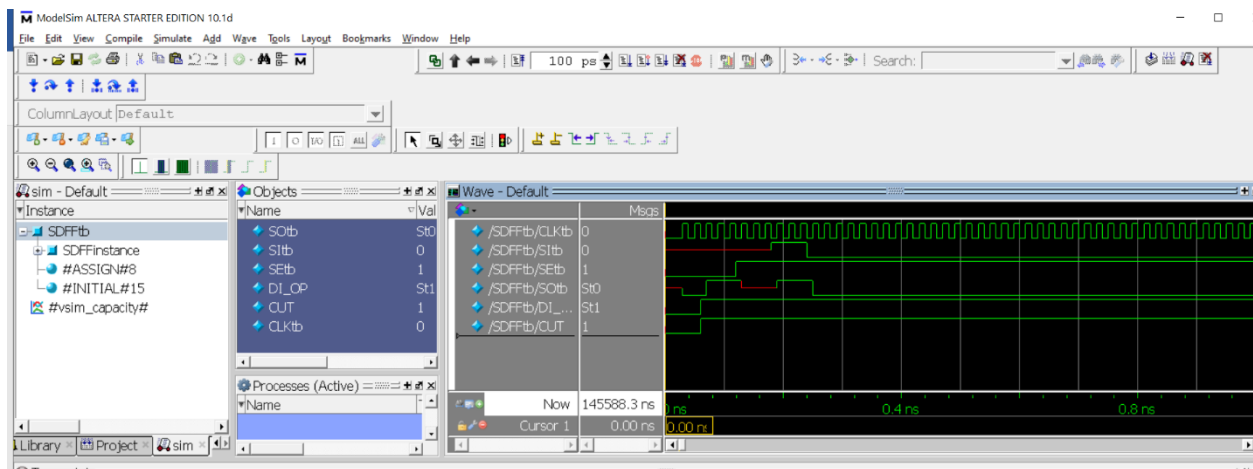 ModelSim ALTERA STARTER EDITION 10.1d
File Edit View Compile Simulate Add Wave Tools Layout Bookmarks Window Help
100 ps Search:
ColumnLayout Default
I O I/O ALL
sim - Default
Instance
SDFFtb
SDFFinstance
#ASSIGN#8
#INITIAL#15
#vsim_capacity#
Library Project sim
Objects
Name Val
SOtb St0
SItb 0
SEtb 1
DI_OP St1
CUT 1
CLKtb 0
Processes (Active)
Name
Wave - Default
Msgs
/SDFFtb/CLKtb 0
/SDFFtb/SItb 0
/SDFFtb/SEtb 1
/SDFFtb/SOtb St0
/SDFFtb/DI_... St1
/SDFFtb/CUT 1
Now 145588.3 ns
ns 0.4 ns 0.8 ns
Cursor 1 0.00 ns 0.00 ns